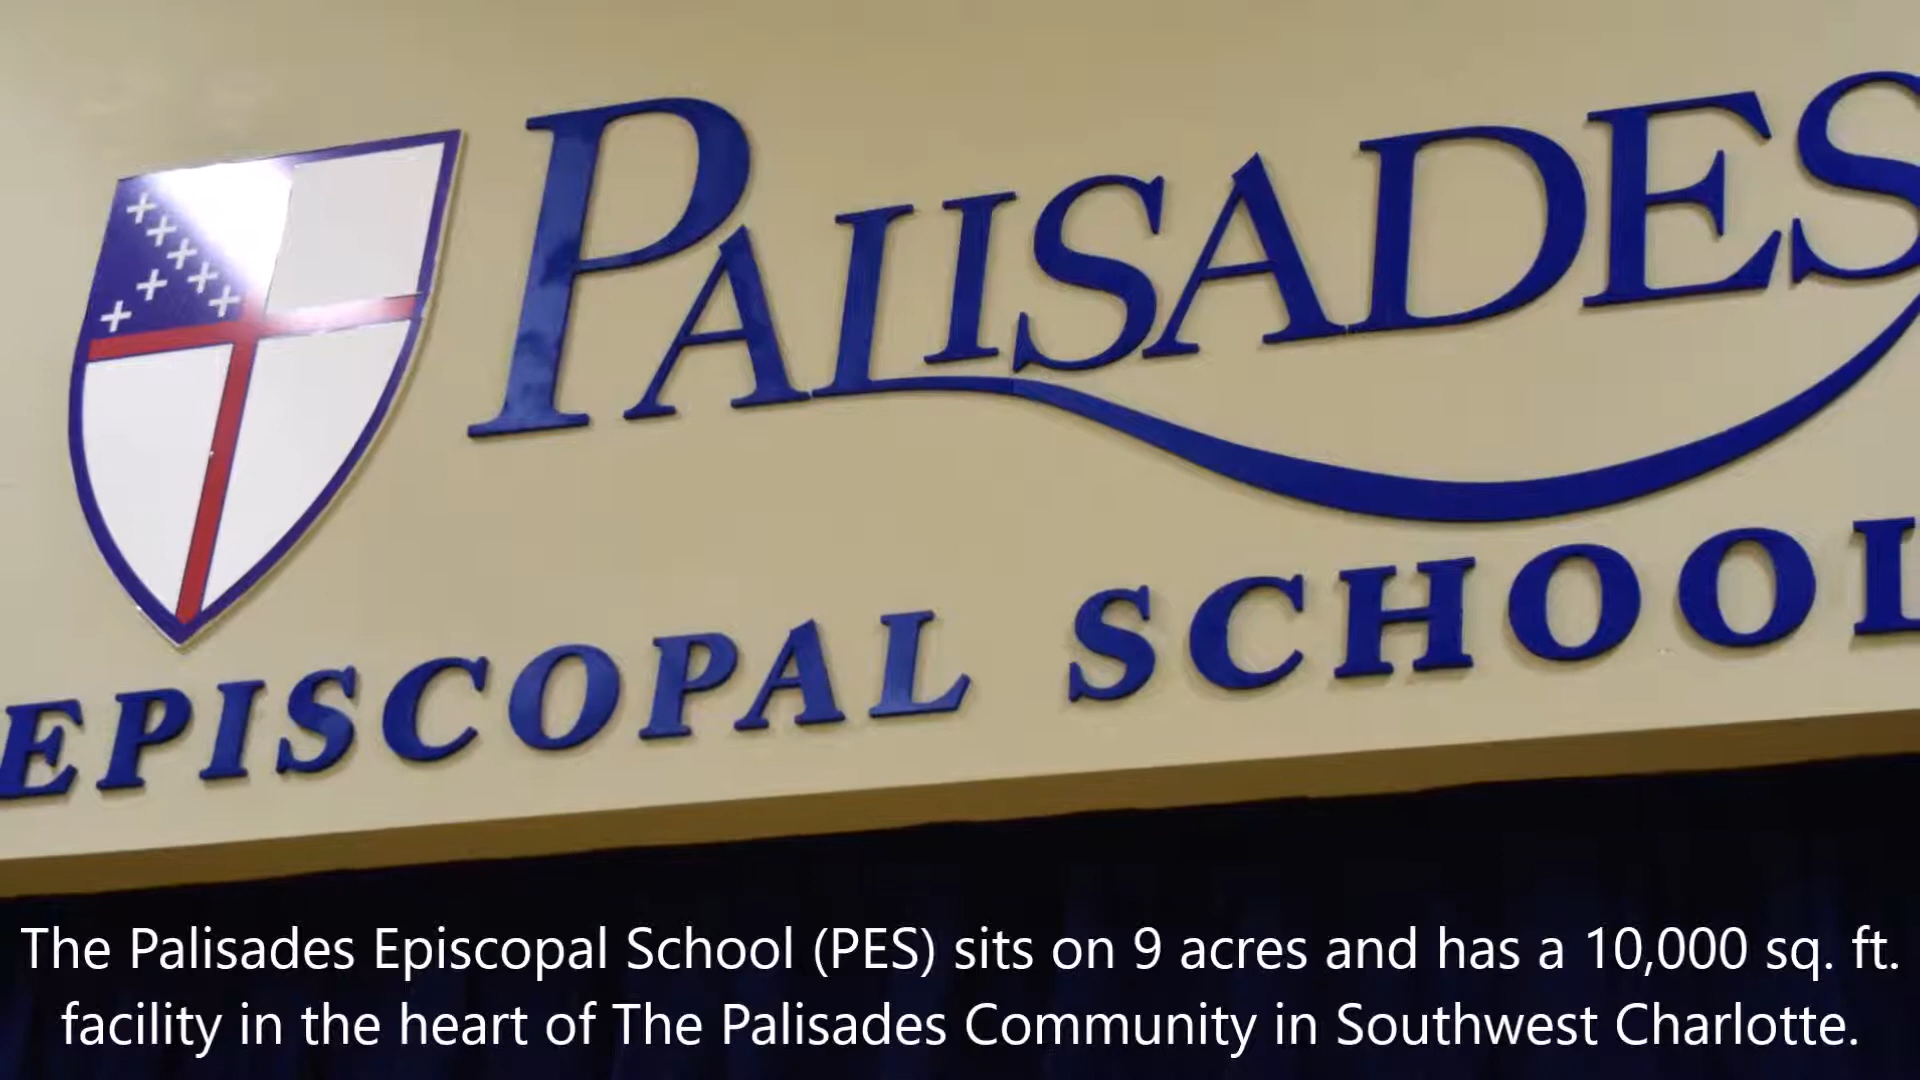 PALISADES
EPISCOPAL SCHOOL
The Palisades Episcopal School (PES) sits on 9 acres and has a 10,000 sq. ft.
facility in the heart of The Palisades Community in Southwest Charlotte.